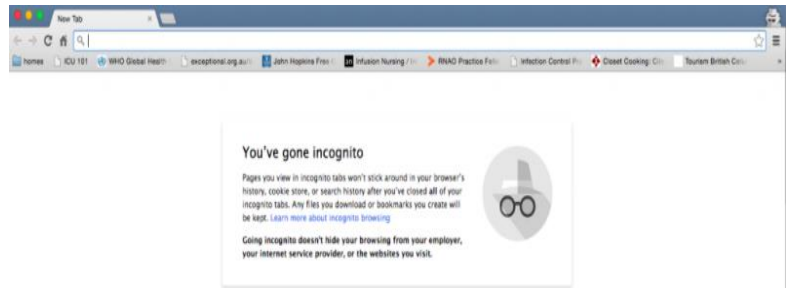 New Tab
homes ICU 101 WHO Global Health exceptional.org.au John Hopkins Free Infusion Nursing / RNAO Practice Infection Control Closet Cooking: Tourism British
You've gone incognito
Pages you view in incognito tabs won't stick around in your browser's
history, cookie store, or search history after you've closed all of your
incognito tabs. Any files you download or bookmarks you create will
be kept. Learn more about incognito browsing
Going incognito doesn't hide your browsing from your employer,
your internet service provider, or the websites you visit.